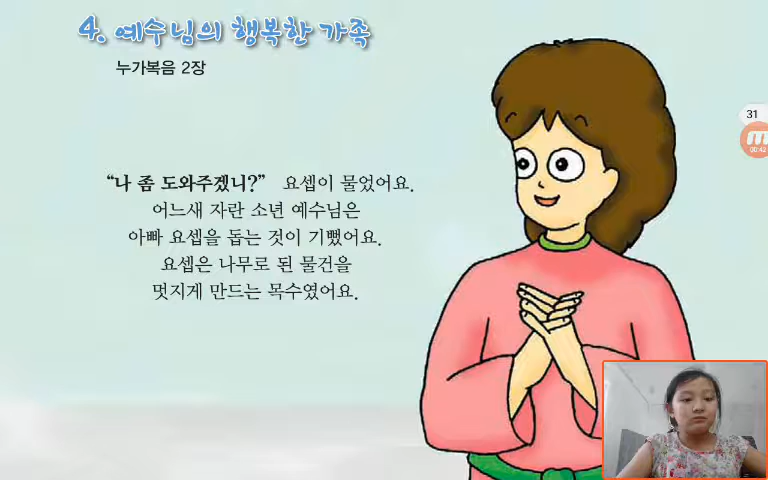 4. 예수님의 행복한 가족
누가복음 2장
“나 좀 도와주겠니?” 요셉이 물었어요.
어느새 자란 소년 예수님은
아빠 요셉을 돕는 것이 기뻤어요.
요셉은 나무로 된 물건을
멋지게 만드는 목수였어요.
31
00:42